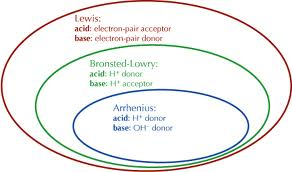 Lewis:
acid: electron-pair acceptor
base: electron-pair donor
Bronsted-Lowry:
acid: H⁺ donor
base: H⁺ acceptor
Arrhenius:
acid: H⁺ donor
base: OH⁻ donor